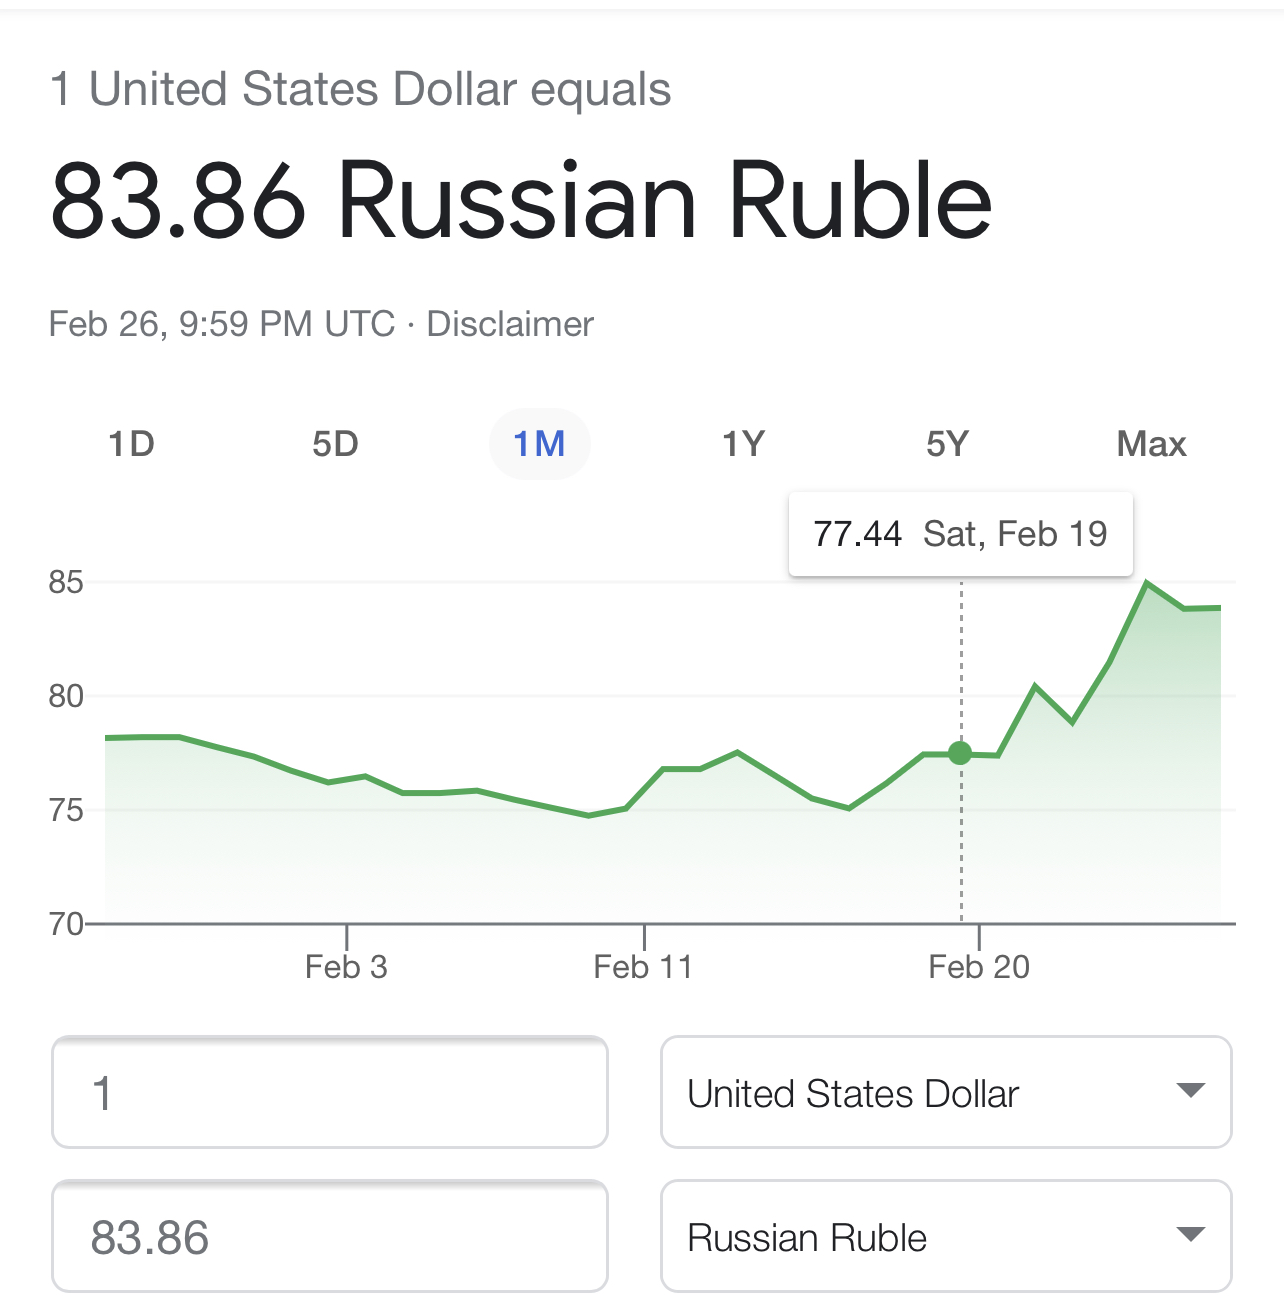 1 United States Dollar equals
83.86 Russian Ruble
Feb 26, 9:59 PM UTC · Disclaimer
1D 5D 1M 1Y 5Y Max
77.44 Sat, Feb 19
85
80
75
70
Feb 3 Feb 11 Feb 20
1 United States Dollar
83.86 Russian Ruble